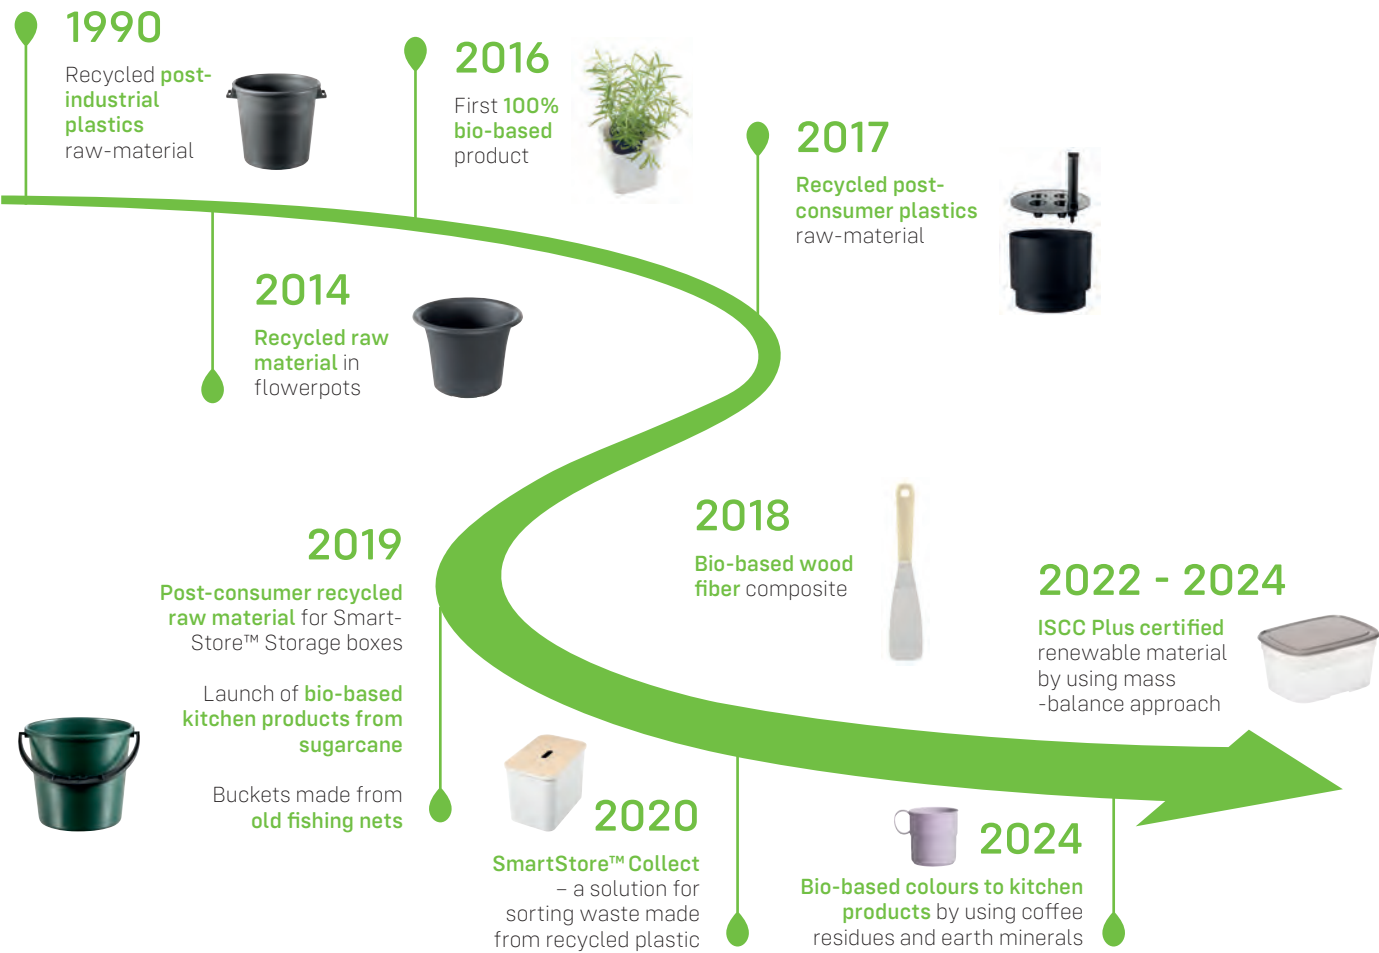 1990
Recycled post-
industrial
plastics
raw-material
2014
Recycled raw
material in
flowerpots
2016
First 100%
bio-based
product
2017
Recycled post-
consumer plastics
raw-material
2018
Bio-based wood
fiber composite
2019
Post-consumer recycled
raw material for Smart-
Store™ Storage boxes
Launch of bio-based
kitchen products from
sugarcane
Buckets made from
old fishing nets
2020
SmartStore™ Collect
– a solution for
sorting waste made
from recycled plastic
2022 - 2024
ISCC Plus certified
renewable material
by using mass
-balance approach
2024
Bio-based colours to kitchen
products by using coffee
residues and earth minerals